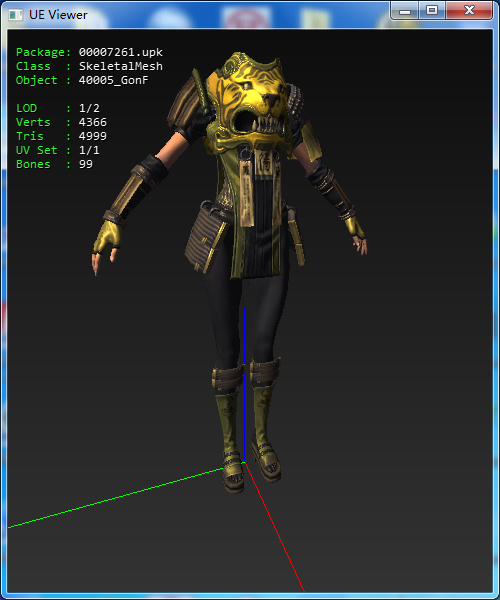 UE Viewer
Package: 00007261.upk
Class : SkeletalMesh
Object : 40005_GonF
LOD : 1/2
Verts : 4366
Tris : 4999
UV Set : 1/1
Bones : 99